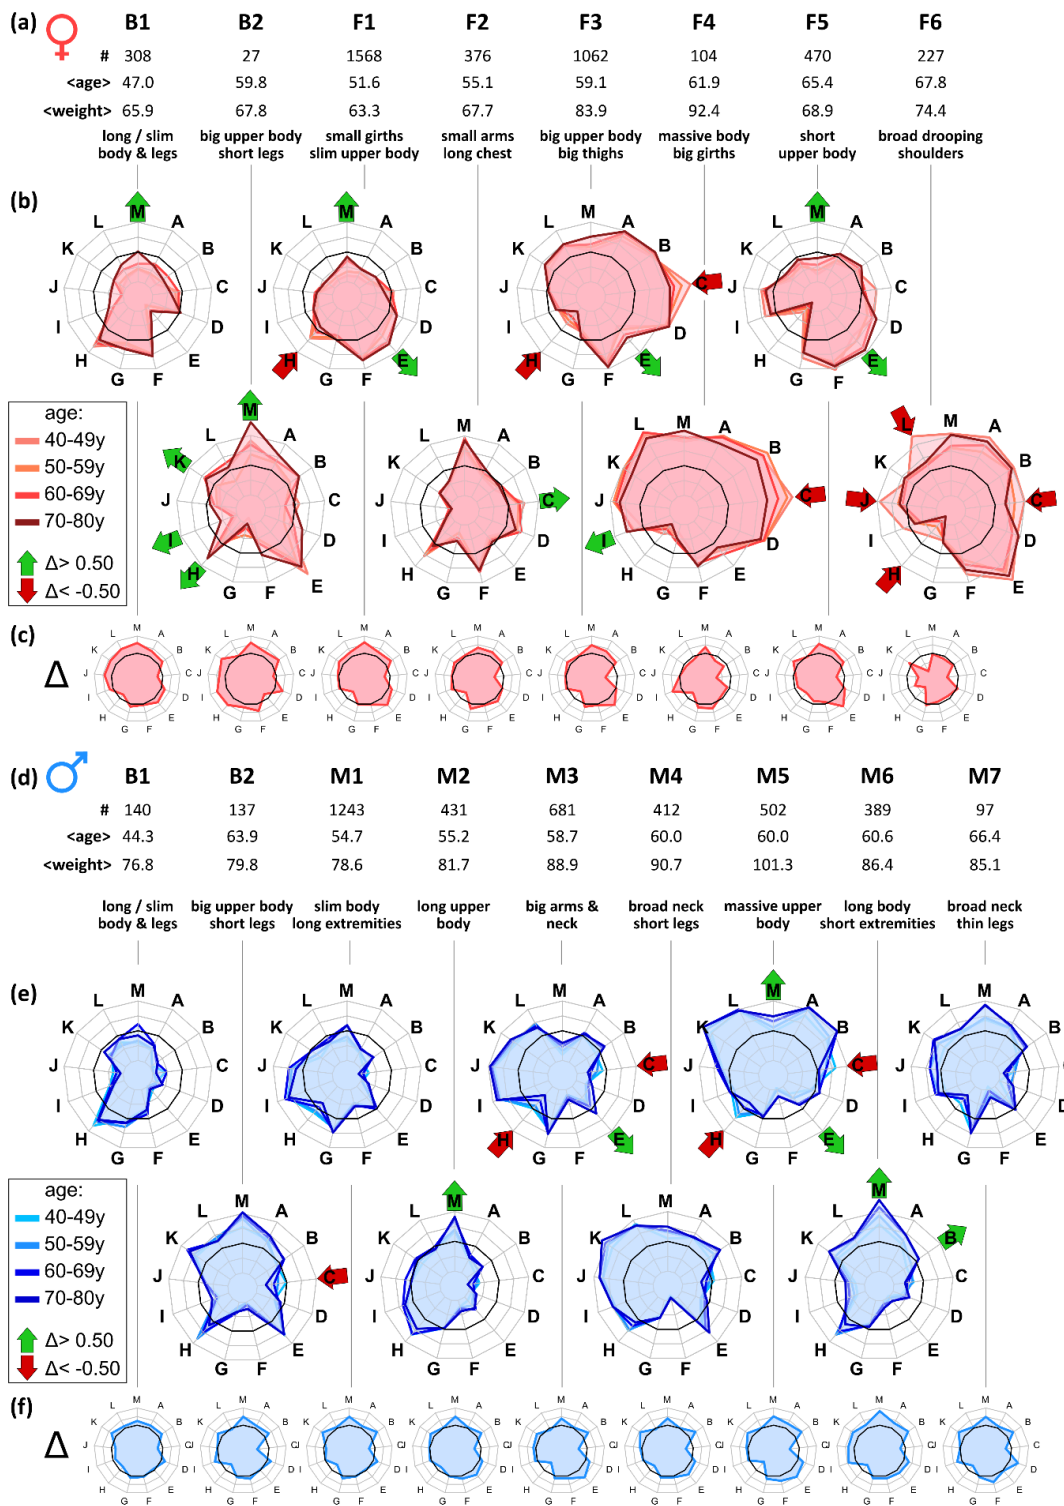 (a) ♀ B1 B2 F1 F2 F3 F4 F5 F6
# 308 27 1568 376 1062 104 470 227
<age> 47.0 59.8 51.6 55.1 59.1 61.9 65.4 67.8
<weight> 65.9 67.8 63.3 67.7 83.9 92.4 68.9 74.4
long / slim big upper body small girths small arms big upper body massive body short broad drooping
body & legs short legs slim upper body long chest big thighs big girths upper body shoulders
(b)
M A B C D E F G H I J K L
M A B C D E F G H I J K L
M A B C D E F G H I J K L
M A B C D E F G H I J K L
age:
40-49y
50-59y
60-69y
70-80y
Δ> 0.50
Δ< -0.50
M A B C D E F G H I J K L
M A B C D E F G H I J K L
M A B C D E F G H I J K L
M A B C D E F G H I J K L
(c)
Δ
M A B C D E F G H I J K L
M A B C D E F G H I J K L
M A B C D E F G H I J K L
M A B C D E F G H I J K L
M A B C D E F G H I J K L
M A B C D E F G H I J K L
M A B C D E F G H I J K L
M A B C D E F G H I J K L
(d) ♂ B1 B2 M1 M2 M3 M4 M5 M6 M7
# 140 137 1243 431 681 412 502 389 97
<age> 44.3 63.9 54.7 55.2 58.7 60.0 60.0 60.6 66.4
<weight> 76.8 79.8 78.6 81.7 88.9 90.7 101.3 86.4 85.1
long / slim big upper body slim body long upper big arms & broad neck massive upper long body broad neck
body & legs short legs long extremities body neck short legs body short extremities thin legs
(e)
M A B C D E F G H I J K L
M A B C D E F G H I J K L
M A B C D E F G H I J K L
M A B C D E F G H I J K L
M A B C D E F G H I J K L
age:
40-49y
50-59y
60-69y
70-80y
Δ> 0.50
Δ< -0.50
M A B C D E F G H I J K L
M A B C D E F G H I J K L
M A B C D E F G H I J K L
M A B C D E F G H I J K L
(f)
Δ
M A B C D E F G H I J K L
M A B C D E F G H I J K L
M A B C D E F G H I J K L
M A B C D E F G H I J K L
M A B C D E F G H I J K L
M A B C D E F G H I J K L
M A B C D E F G H I J K L
M A B C D E F G H I J K L
M A B C D E F G H I J K L